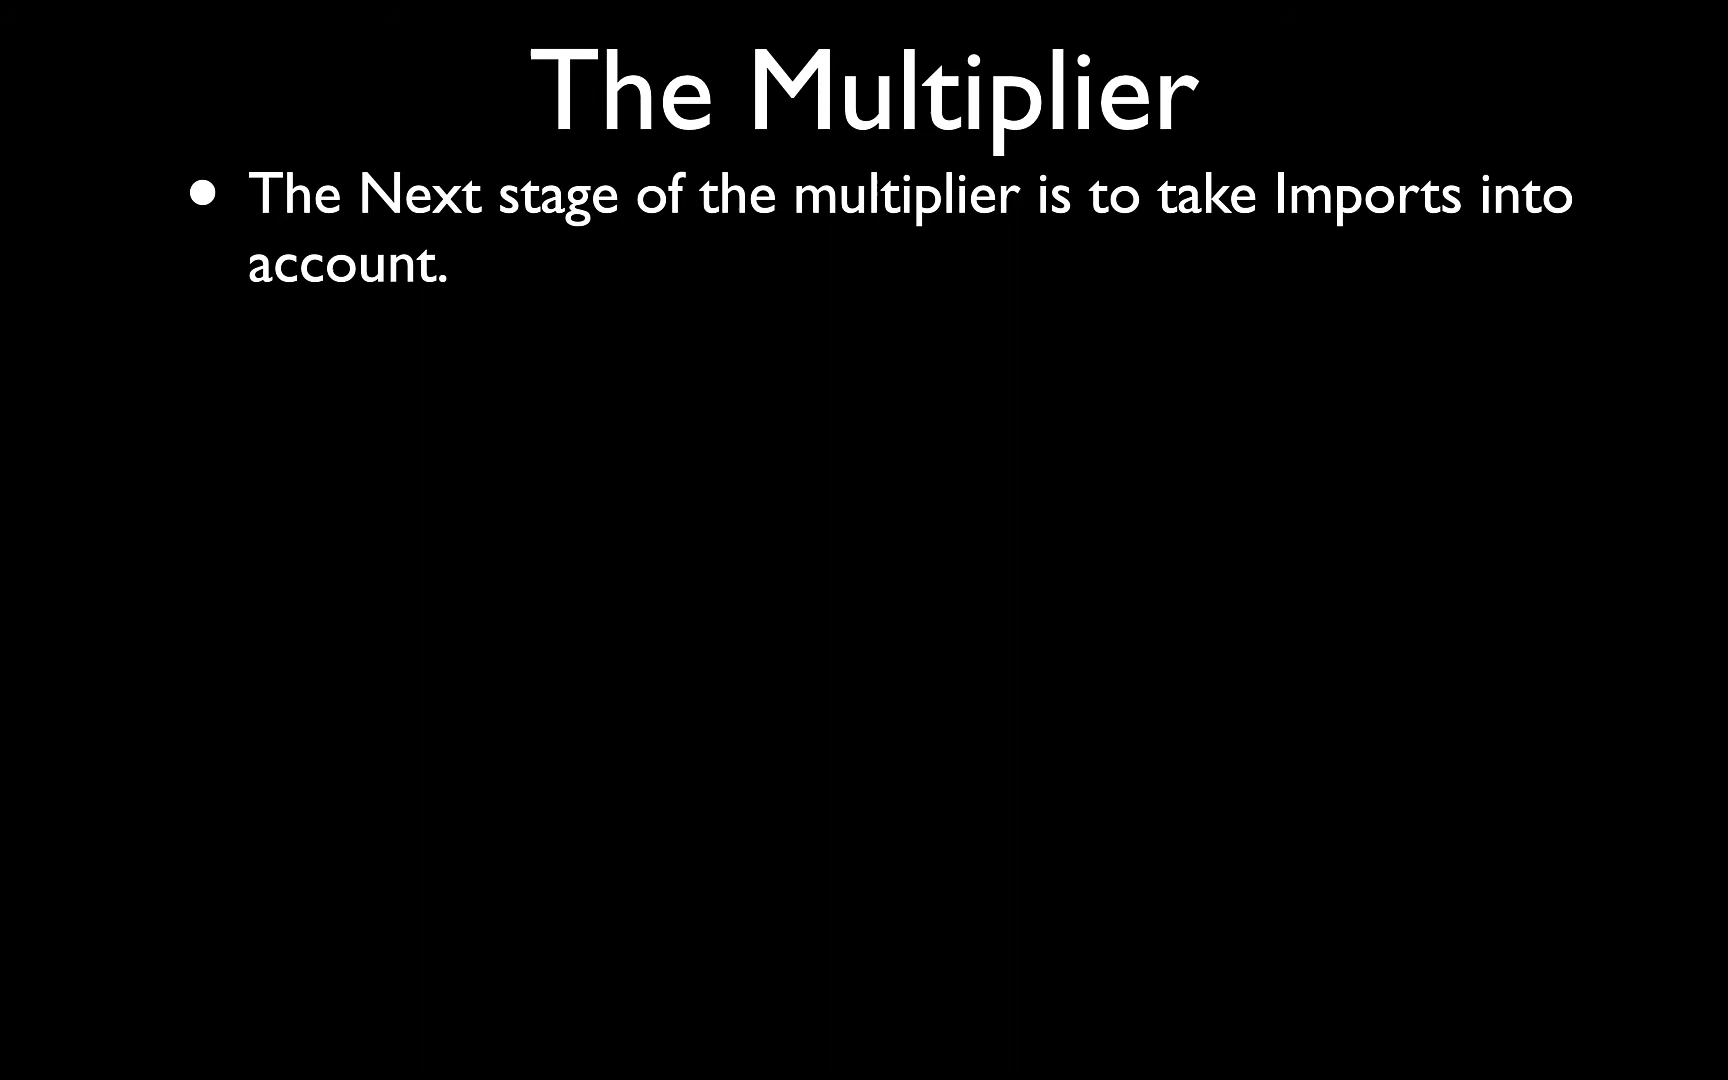 The Multiplier
• The Next stage of the multiplier is to take Imports into
account.